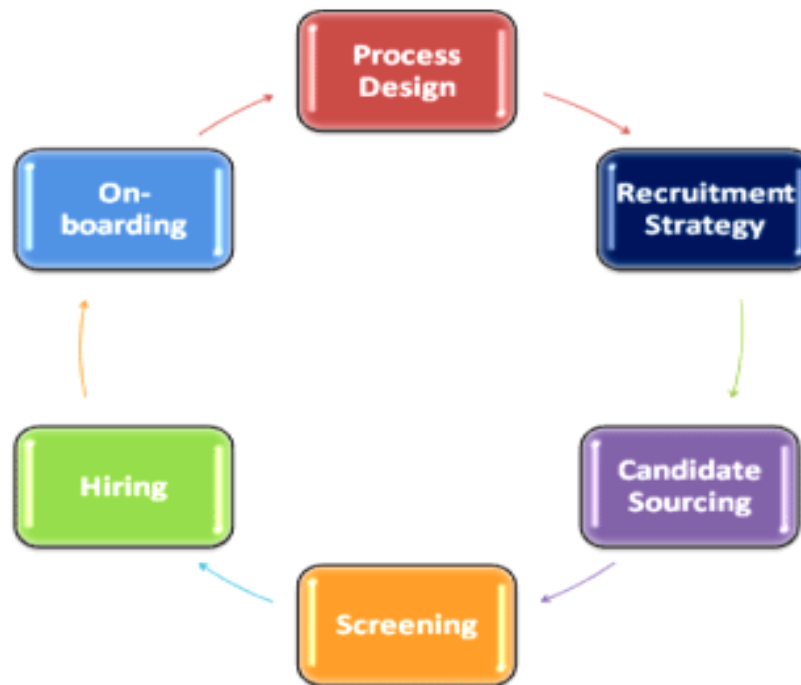 Process
Design
Recruitment
Strategy
Candidate
Sourcing
Screening
Hiring
On-
boarding